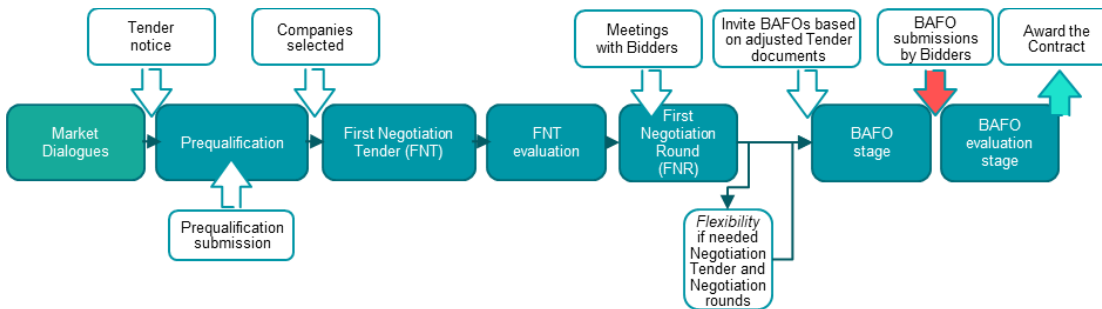 Tender
notice
Companies
selected
Meetings
with Bidders
Invite BAFOs based
on adjusted Tender
documents
BAFO
submissions
by Bidders
Award the
Contract
Market
Dialogues
Prequalification
First Negotiation
Tender (FNT)
FNT
evaluation
First
Negotiation
Round
(FNR)
BAFO
stage
BAFO
evaluation
stage
Prequalification
submission
Flexibility
if needed
Negotiation
Tender and
Negotiation
rounds